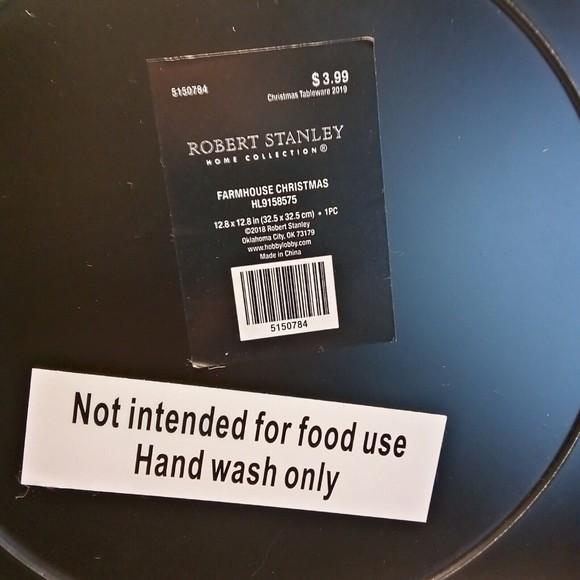 5150784
$3.99
Christmas Tableware 2019
ROBERT STANLEY
HOME COLLECTION®
FARMHOUSE CHRISTMAS
HL9158575
12.8 x 12.8 in (32.5 x 32.5 cm) • 1PC
©2018 Robert Stanley
Oklahoma City, OK 73179
www.hobbylobby.com
Made in China
5150784
Not intended for food use
Hand wash only